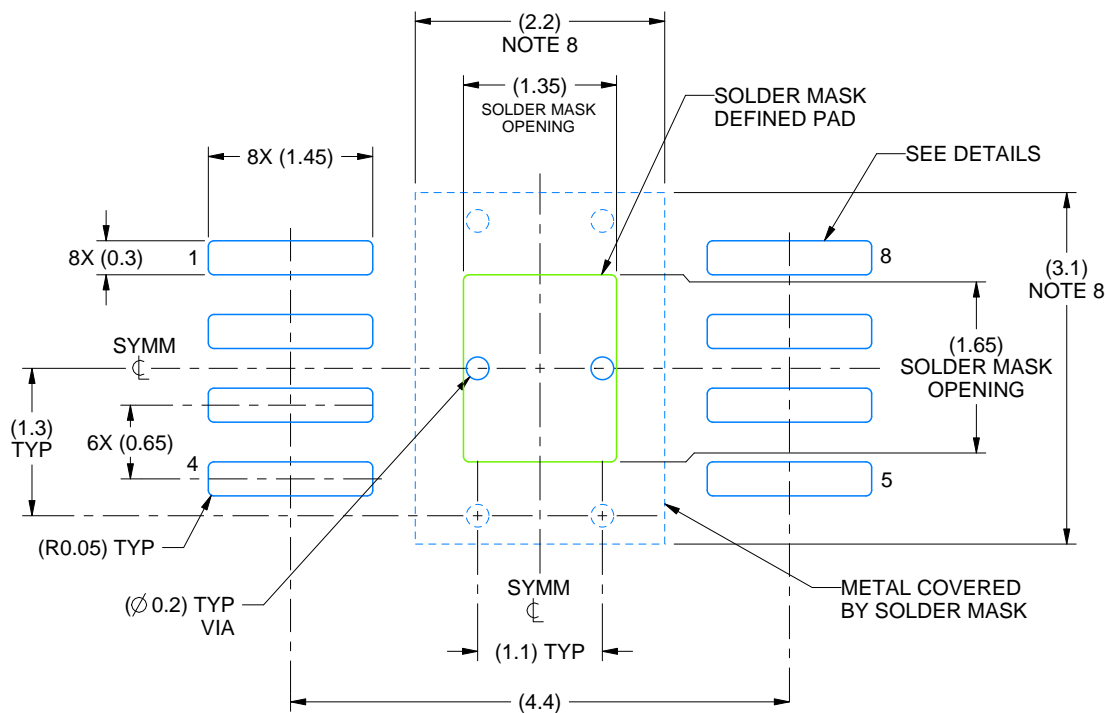 (2.2)
NOTE 8
(1.35)
SOLDER MASK
OPENING
SOLDER MASK
DEFINED PAD
8X (1.45)
SEE DETAILS
8X (0.3)
1
8
(3.1)
NOTE 8
SYMM
℄
(1.65)
SOLDER MASK
OPENING
(1.3)
TYP
6X (0.65)
4
5
(R0.05) TYP
(∅ 0.2) TYP
VIA
SYMM
℄
METAL COVERED
BY SOLDER MASK
(1.1) TYP
(4.4)